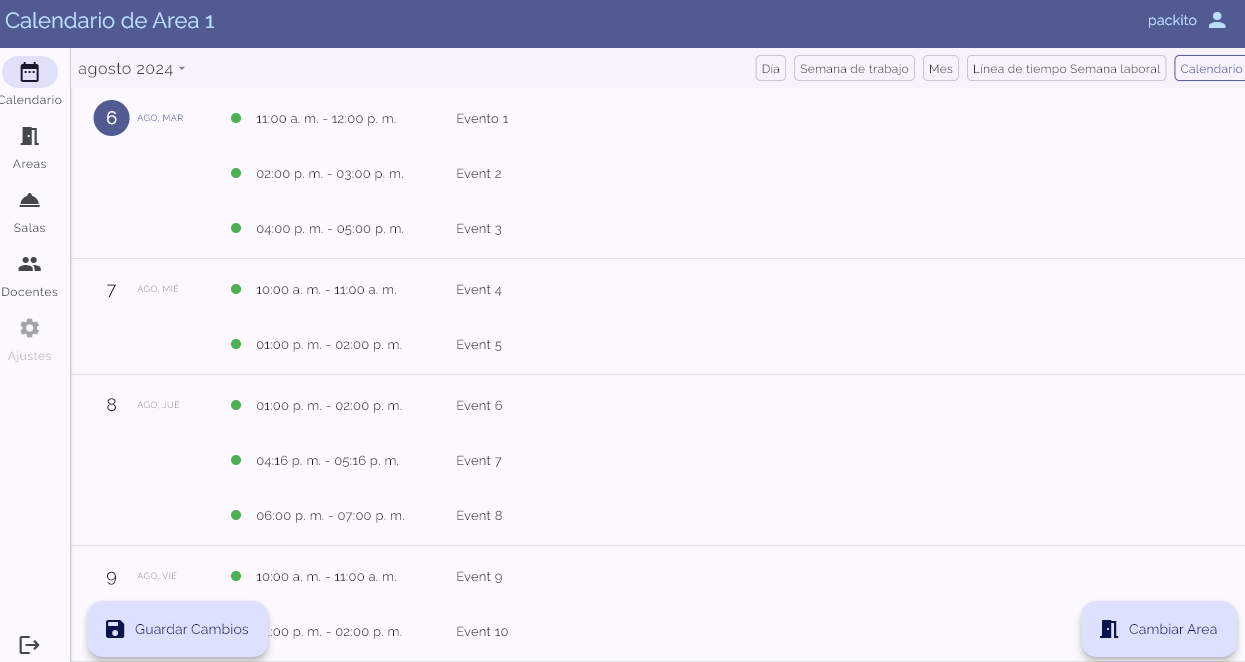 Calendario de Area 1
packito
agosto 2024
Día
Semana de trabajo
Mes
Línea de tiempo Semana laboral
Calendario
Calendario
Areas
Salas
Docentes
Ajustes
6 AGO, MAR 11:00 a. m. - 12:00 p. m. Evento 1
02:00 p. m. - 03:00 p. m. Event 2
04:00 p. m. - 05:00 p. m. Event 3
7 AGO, MIÉ 10:00 a. m. - 11:00 a. m. Event 4
01:00 p. m. - 02:00 p. m. Event 5
8 AGO, JUE 01:00 p. m. - 02:00 p. m. Event 6
04:16 p. m. - 05:16 p. m. Event 7
06:00 p. m. - 07:00 p. m. Event 8
9 AGO, VIE 10:00 a. m. - 11:00 a. m. Event 9
:00 p. m. - 02:00 p. m. Event 10
Guardar Cambios
Cambiar Area